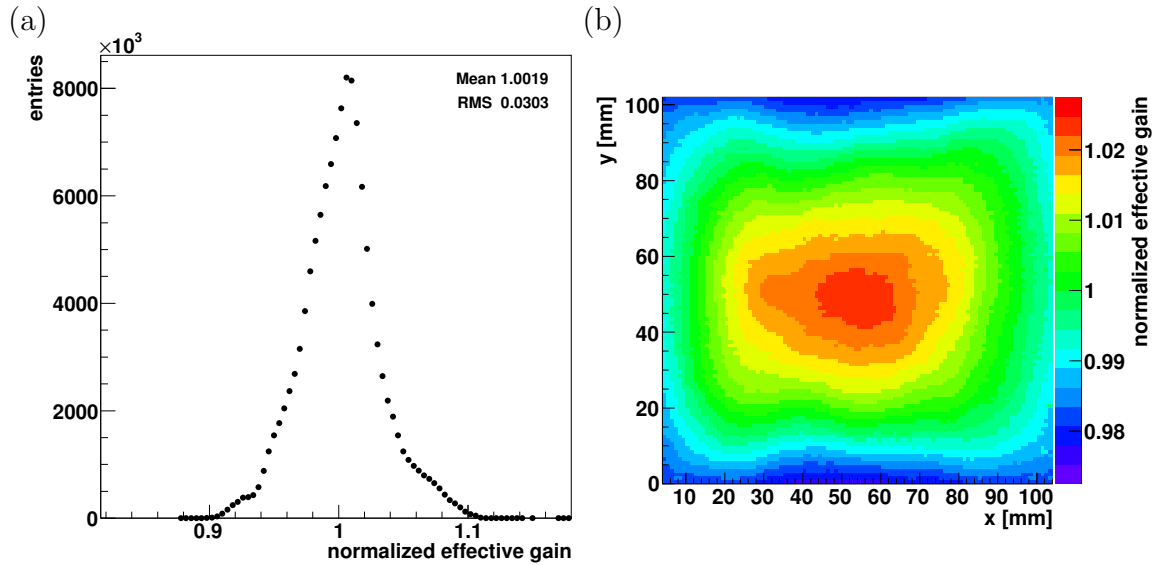 (a)
×10³
entries
8000
6000
4000
2000
0
Mean 1.0019
RMS 0.0303
0.9
1
1.1
normalized effective gain
(b)
y [mm]
100
80
60
40
20
0
10 20 30 40 50 60 70 80 90 100
x [mm]
1.02
1.01
1
0.99
0.98
normalized effective gain